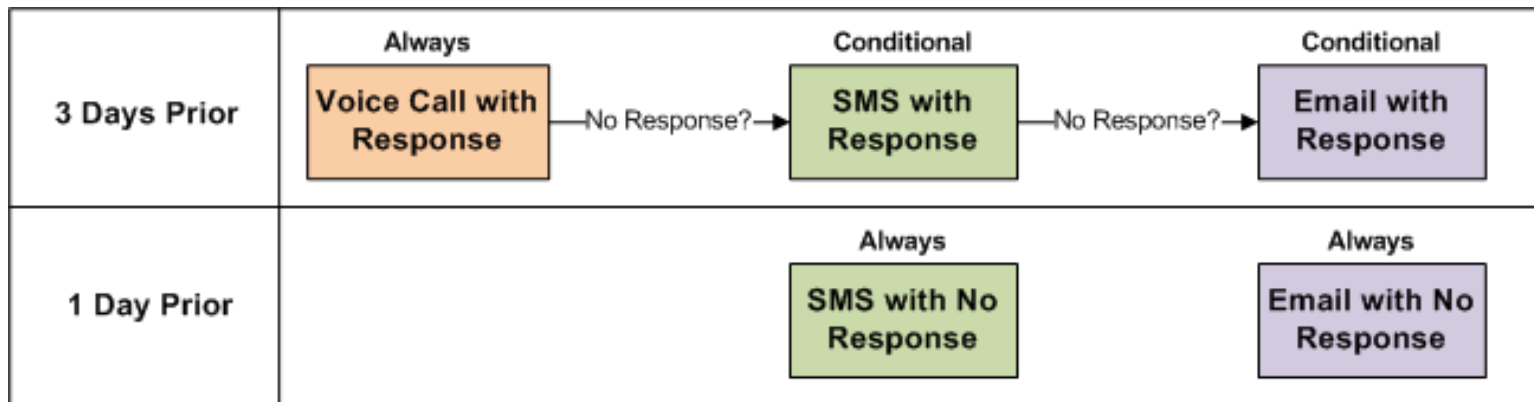 Always
Conditional
Conditional
3 Days Prior
Voice Call with
Response
No Response?
SMS with
Response
No Response?
Email with
Response
Always
Always
1 Day Prior
SMS with No
Response
Email with No
Response